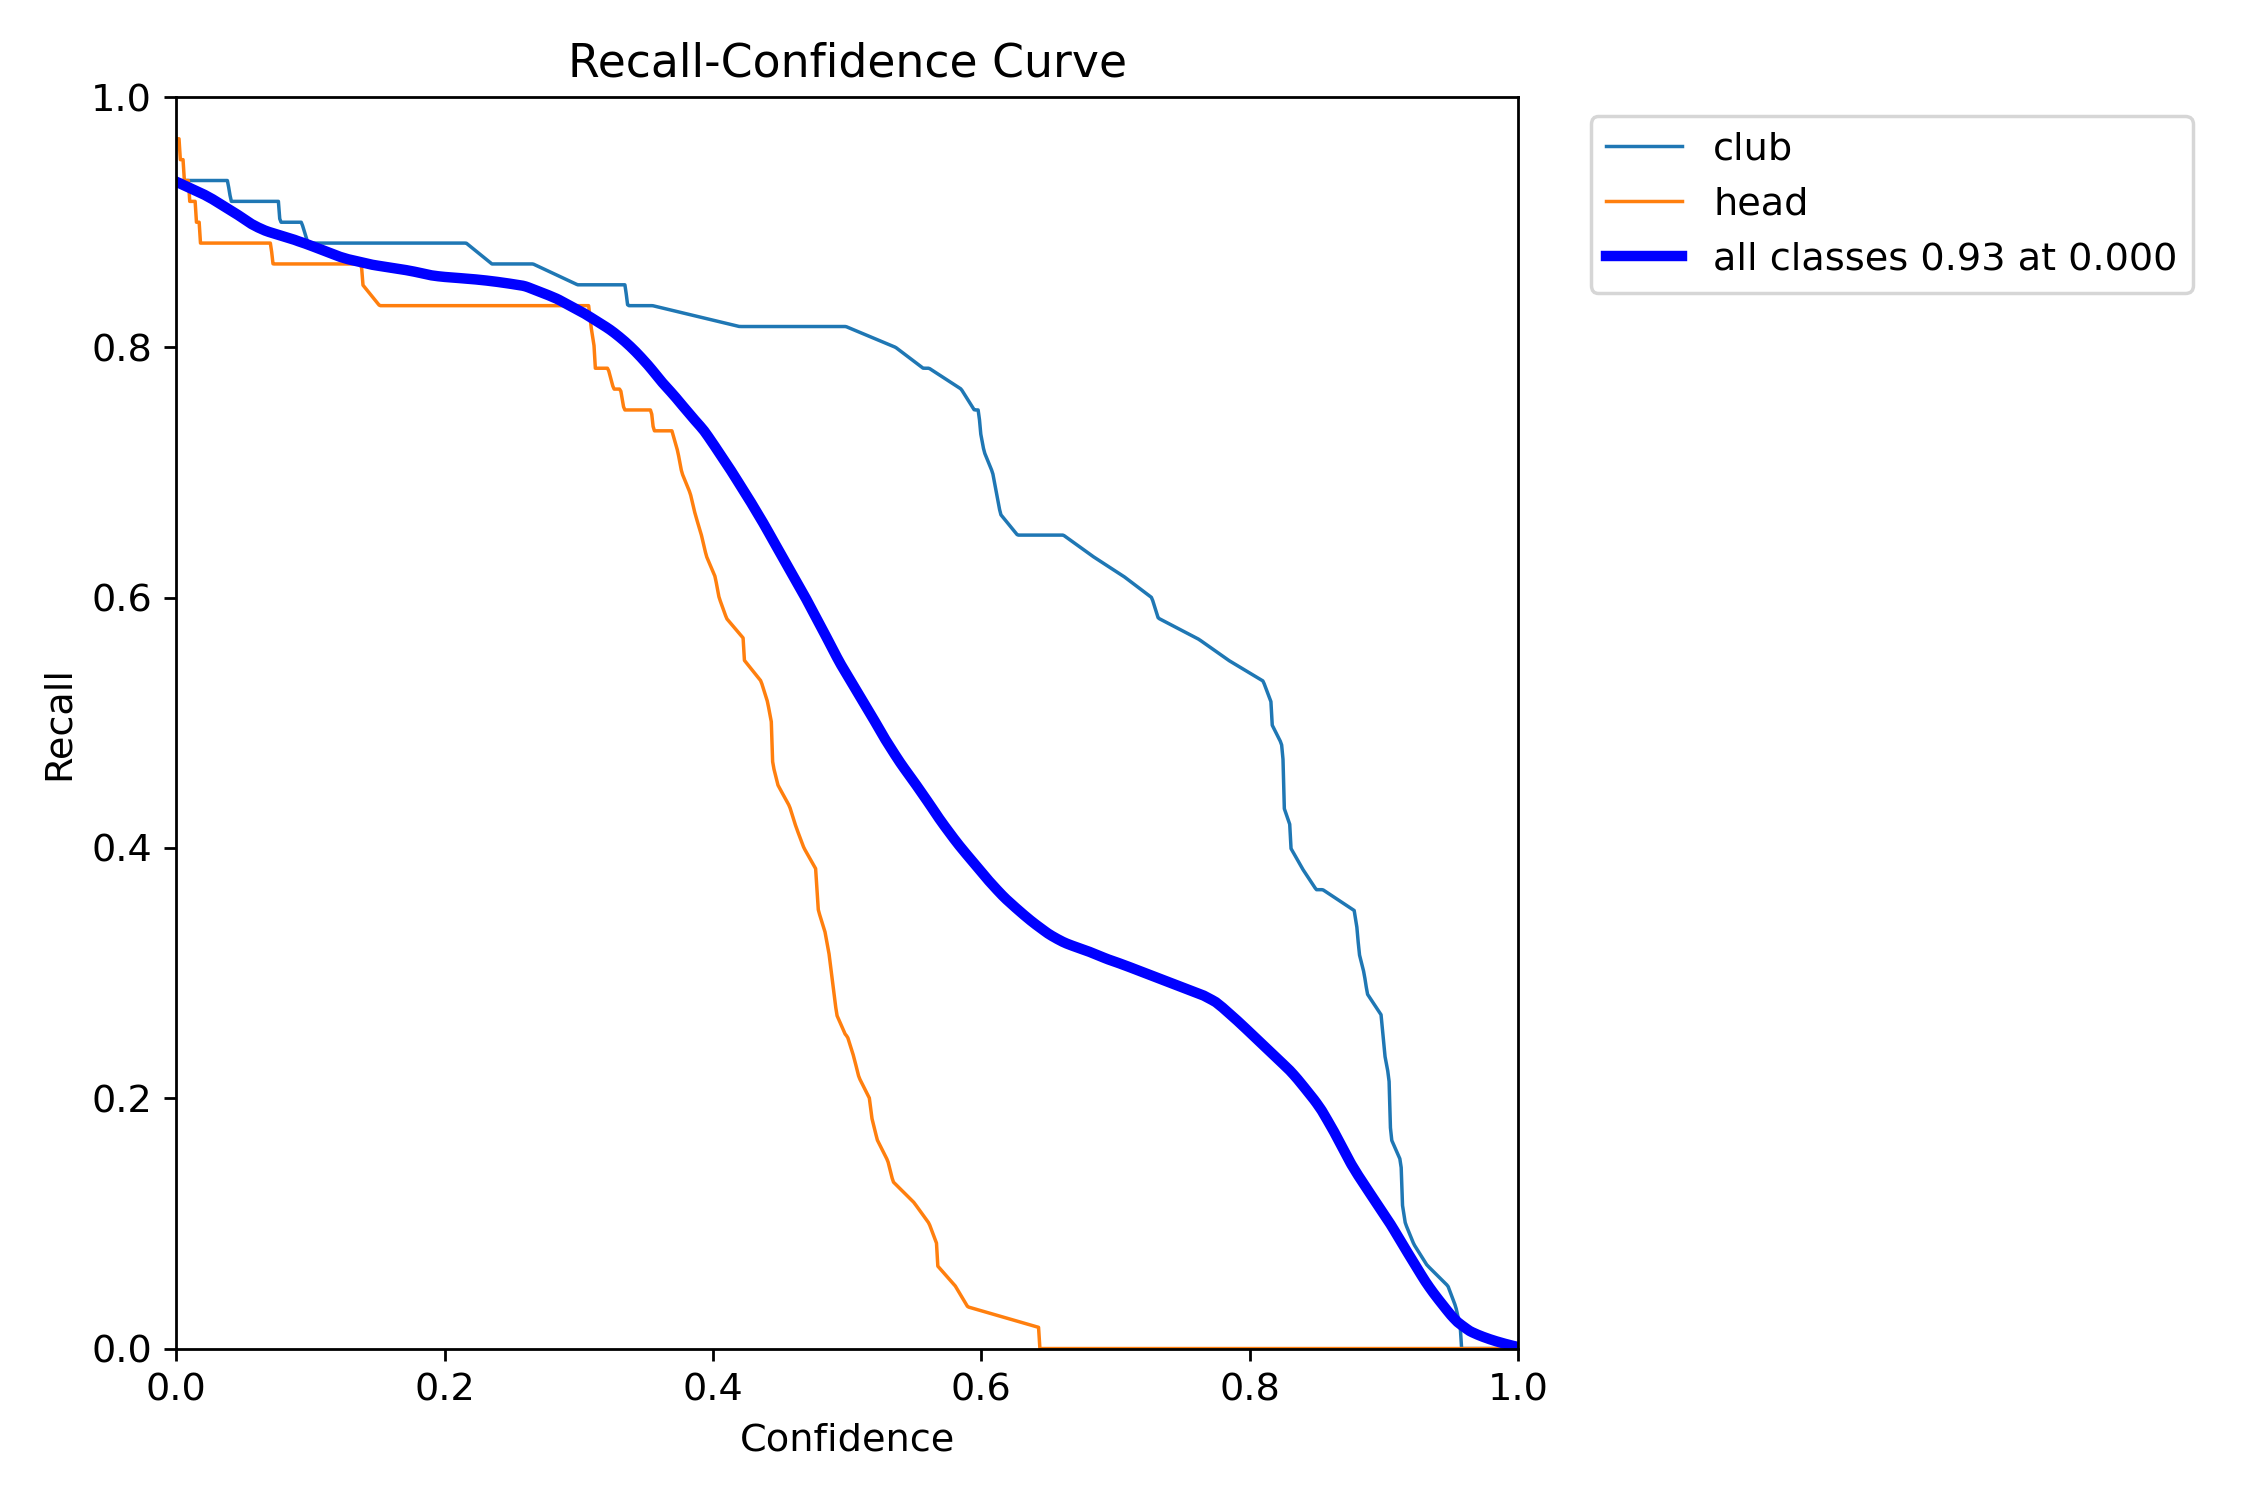 Recall-Confidence Curve
1.0
0.8
0.6
0.4
0.2
0.0
Recall
0.0 0.2 0.4 0.6 0.8 1.0
Confidence
club
head
all classes 0.93 at 0.000